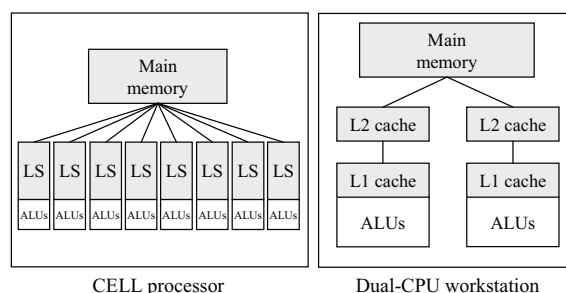 Main
memory
LS LS LS LS LS LS LS LS
ALUs ALUs ALUs ALUs ALUs ALUs ALUs ALUs
CELL processor
Main
memory
L2 cache L2 cache
L1 cache L1 cache
ALUs ALUs
Dual-CPU workstation